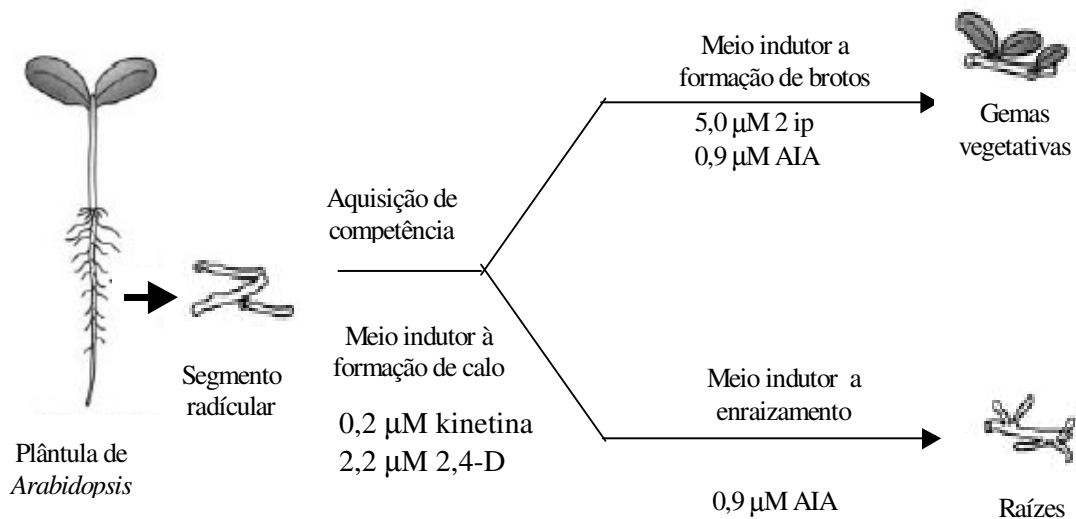 Meio indutor a
formação de brotos
5,0 µM 2 ip
0,9 µM AIA
Gemas
vegetativas
Aquisição de
competência
Meio indutor à
formação de calo
0,2 µM kinetina
2,2 µM 2,4-D
Segmento
radícular
Plântula de
Arabidopsis
Meio indutor a
enraizamento
0,9 µM AIA
Raízes